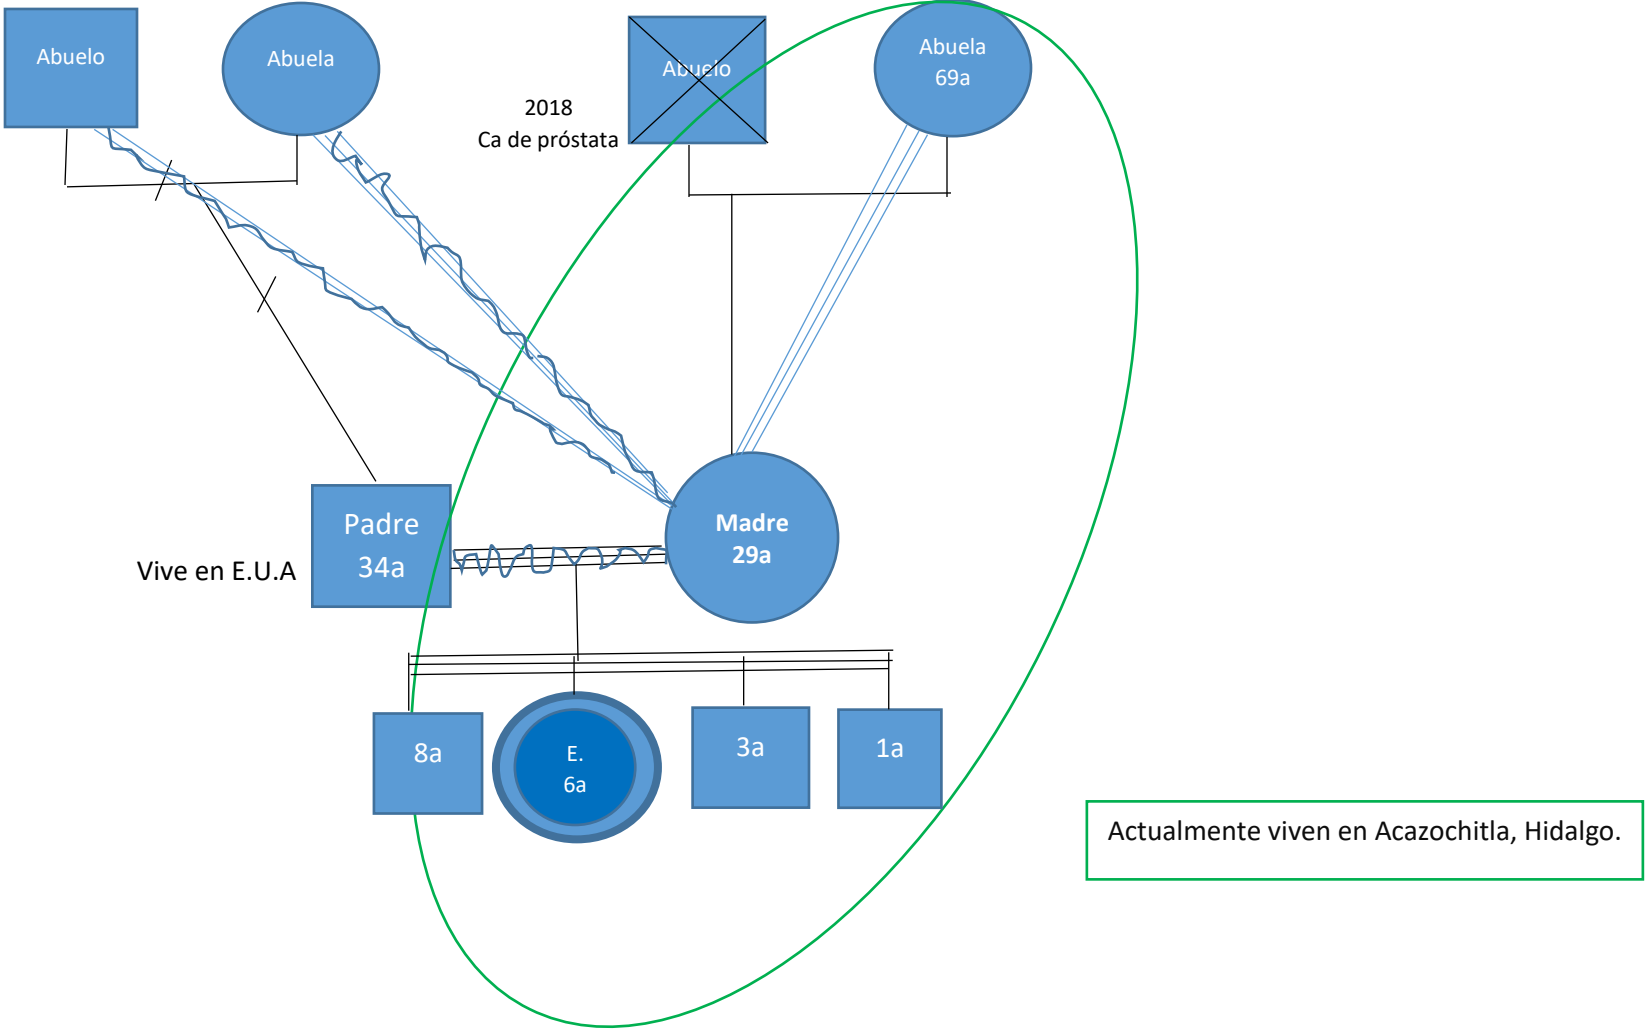 Abuelo
Abuela
Abuelo
Abuela
69a
2018
Ca de próstata
Padre
34a
Vive en E.U.A
Madre
29a
8a
E.
6a
3a
1a
Actualmente viven en Acazochitla, Hidalgo.